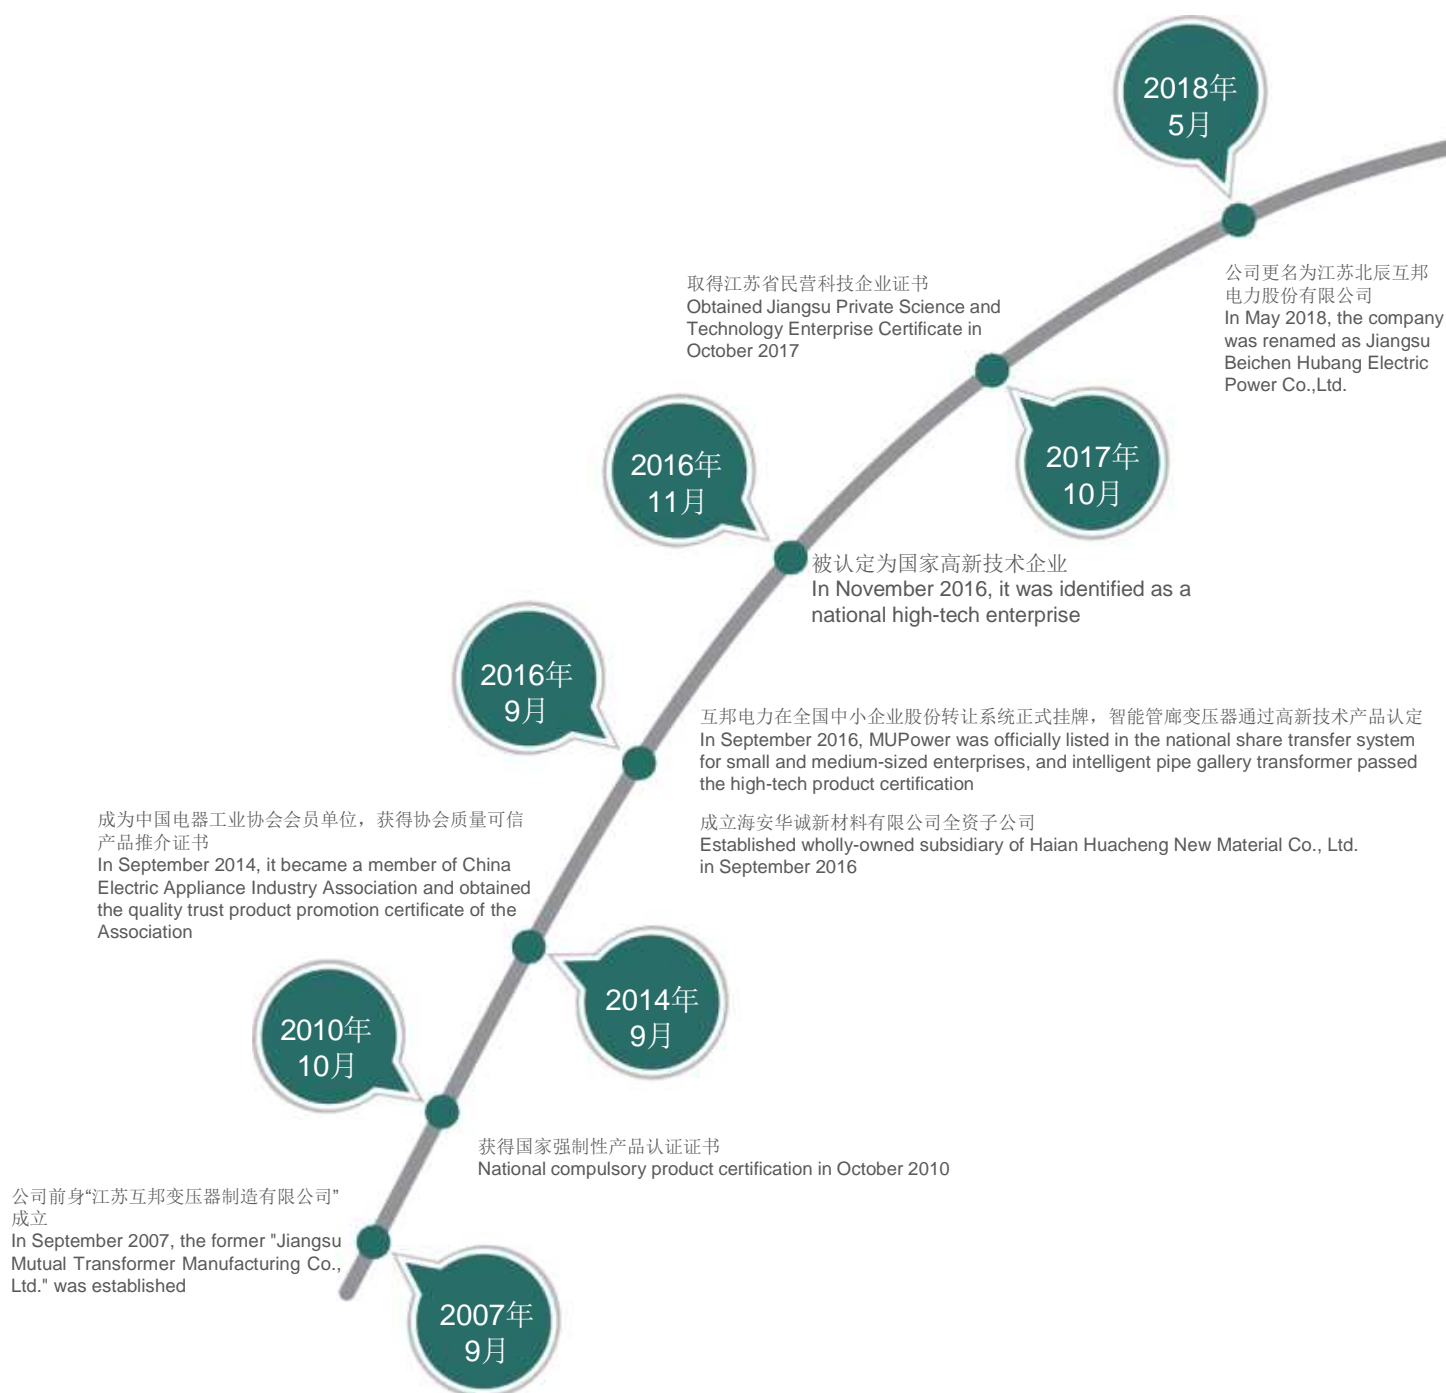 2018年
5月
公司更名为江苏北辰互邦
电力股份有限公司
In May 2018, the company
was renamed as Jiangsu
Beichen Hubang Electric
Power Co.,Ltd.
取得江苏省民营科技企业证书
Obtained Jiangsu Private Science and
Technology Enterprise Certificate in
October 2017
2017年
10月
2016年
11月
被认定为国家高新技术企业
In November 2016, it was identified as a
national high-tech enterprise
2016年
9月
互邦电力在全国中小企业股份转让系统正式挂牌，智能管廊变压器通过高新技术产品认定
In September 2016, MUPower was officially listed in the national share transfer system
for small and medium-sized enterprises, and intelligent pipe gallery transformer passed
the high-tech product certification
成立海安华诚新材料有限公司全资子公司
Established wholly-owned subsidiary of Haian Huacheng New Material Co., Ltd.
in September 2016
成为中国电器工业协会会员单位，获得协会质量可信
产品推介证书
In September 2014, it became a member of China
Electric Appliance Industry Association and obtained
the quality trust product promotion certificate of the
Association
2014年
9月
2010年
10月
获得国家强制性产品认证证书
National compulsory product certification in October 2010
公司前身“江苏互邦变压器制造有限公司”
成立
In September 2007, the former "Jiangsu
Mutual Transformer Manufacturing Co.,
Ltd." was established
2007年
9月